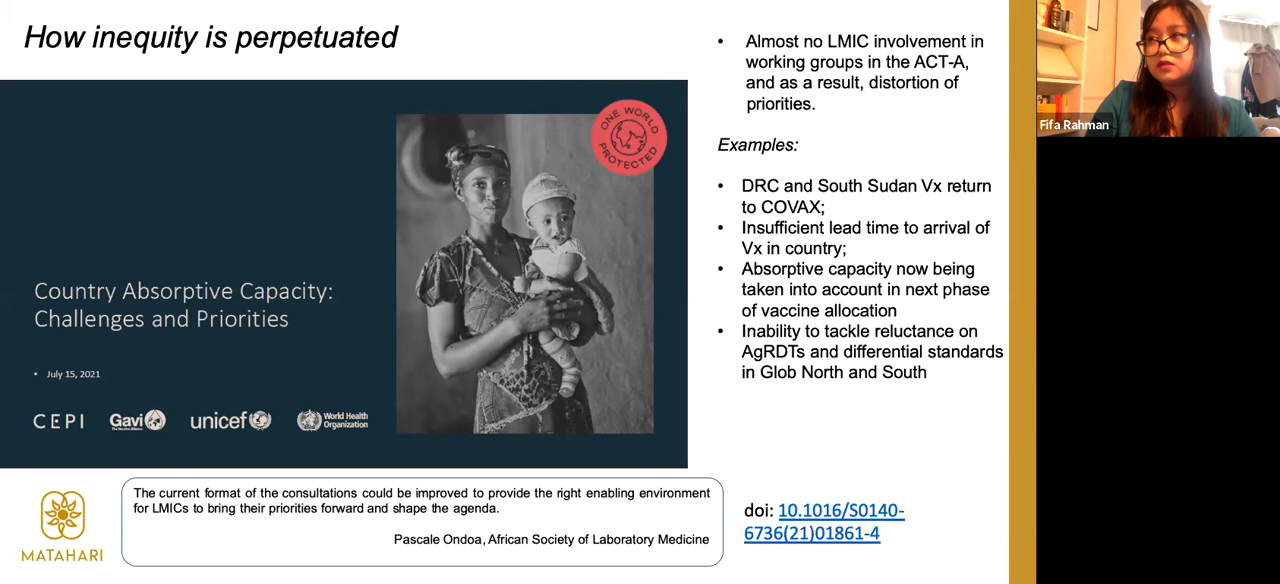 How inequity is perpetuated
ONE WORLD
PROTECTED
Country Absorptive Capacity:
Challenges and Priorities
• July 15, 2021
CEPI
Gavi
The Vaccine Alliance
unicef
World Health
Organization
• Almost no LMIC involvement in
working groups in the ACT-A,
and as a result, distortion of
priorities.
Examples:
• DRC and South Sudan Vx return
to COVAX;
• Insufficient lead time to arrival of
Vx in country;
• Absorptive capacity now being
taken into account in next phase
of vaccine allocation
• Inability to tackle reluctance on
AgRDTs and differential standards
in Glob North and South
MATAHARI
The current format of the consultations could be improved to provide the right enabling environment
for LMICs to bring their priorities forward and shape the agenda.
Pascale Ondoa, African Society of Laboratory Medicine
doi: 10.1016/S0140-
6736(21)01861-4
Fifa Rahman